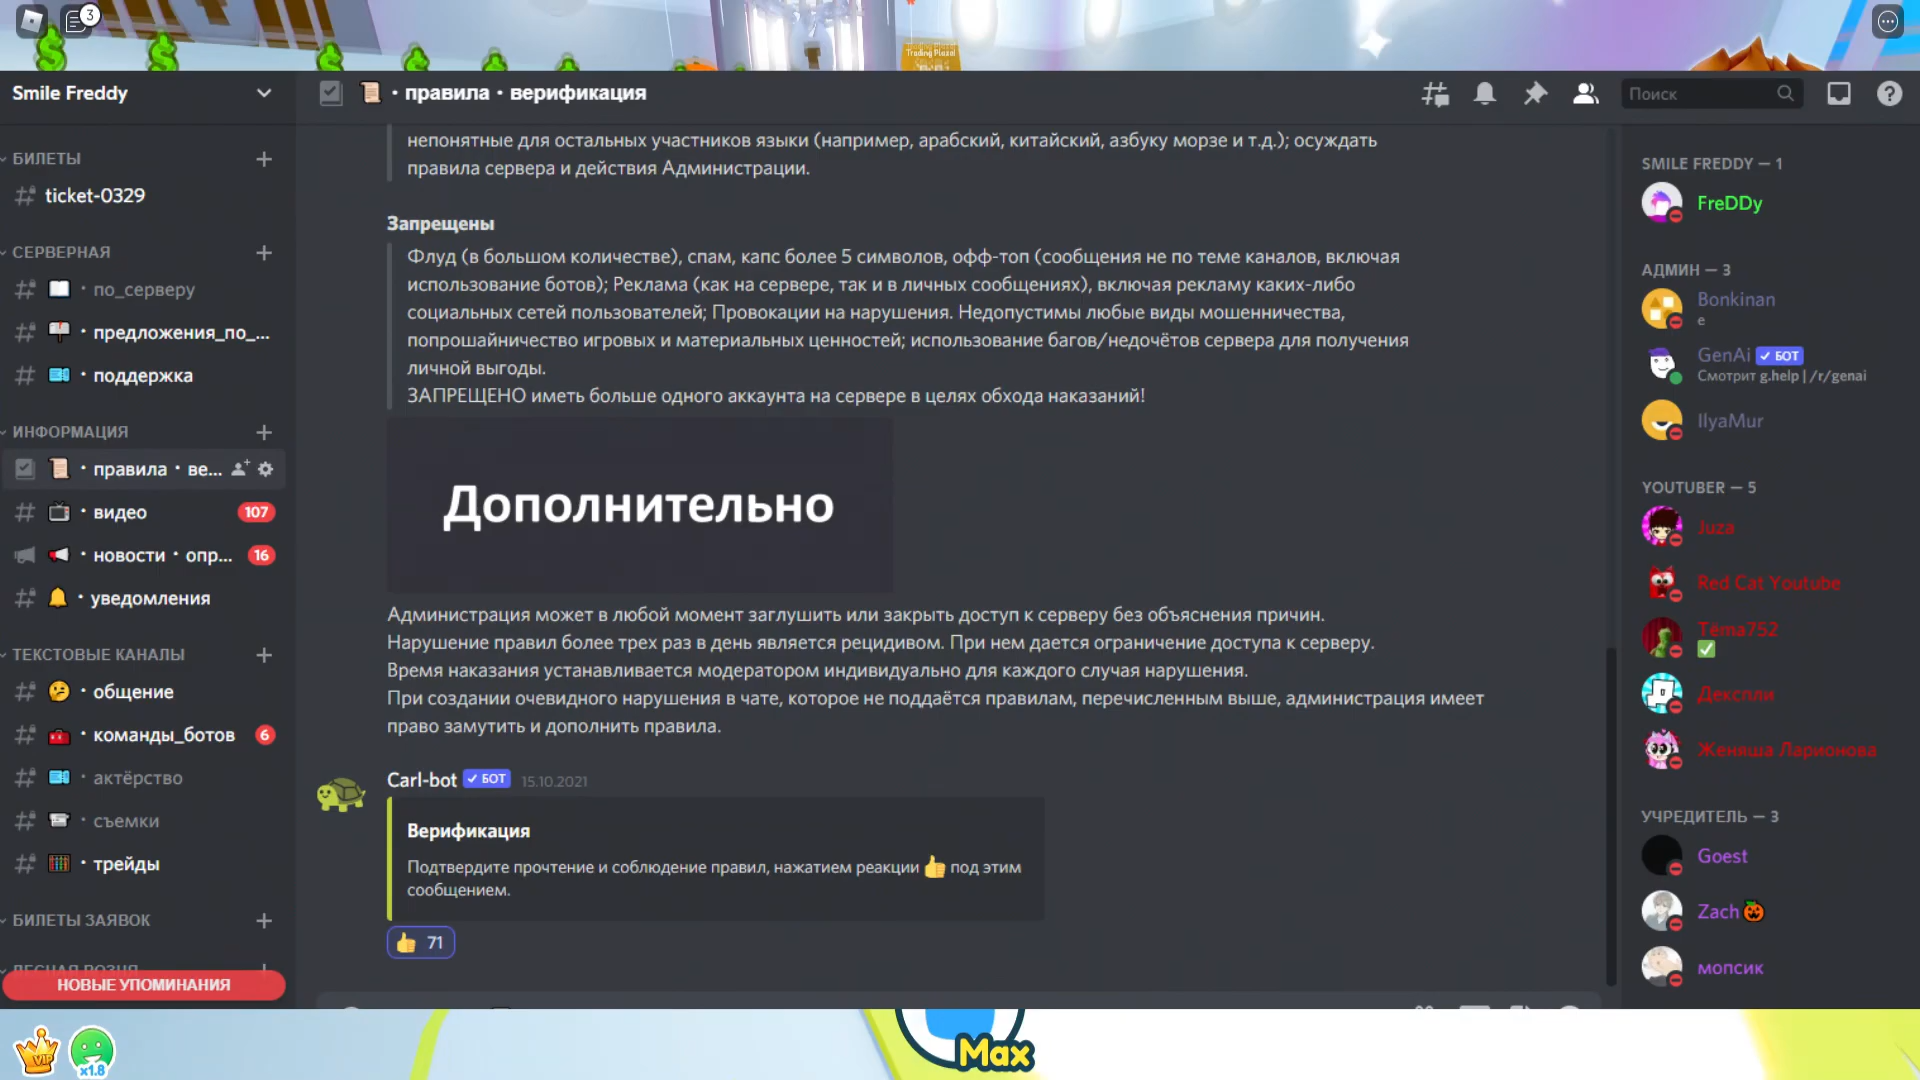 3
Trading Plaza!
Smile Freddy
БИЛЕТЫ
ticket-0329
СЕРВЕРНАЯ
по_серверу
предложения_по_...
поддержка
ИНФОРМАЦИЯ
правила・ве...
видео
107
новости・опр...
16
уведомления
ТЕКСТОВЫЕ КАНАЛЫ
общение
команды_ботов
6
актёрство
съемки
трейды
БИЛЕТЫ ЗАЯВОК
НОВЫЕ УПОМИНАНИЯ
・правила・верификация
Поиск
непонятные для остальных участников языки (например, арабский, китайский, азбуку морзе и т.д.); осуждать
правила сервера и действия Администрации.
Запрещены
Флуд (в большом количестве), спам, капс более 5 символов, офф-топ (сообщения не по теме каналов, включая
использование ботов); Реклама (как на сервере, так и в личных сообщениях), включая рекламу каких-либо
социальных сетей пользователей; Провокации на нарушения. Недопустимы любые виды мошенничества,
попрошайничество игровых и материальных ценностей; использование багов/недочётов сервера для получения
личной выгоды.
ЗАПРЕЩЕНО иметь больше одного аккаунта на сервере в целях обхода наказаний!
Дополнительно
Администрация может в любой момент заглушить или закрыть доступ к серверу без объяснения причин.
Нарушение правил более трех раз в день является рецидивом. При нем дается ограничение доступа к серверу.
Время наказания устанавливается модератором индивидуально для каждого случая нарушения.
При создании очевидного нарушения в чате, которое не поддаётся правилам, перечисленным выше, администрация имеет
право замутить и дополнить правила.
Carl-bot БОТ 15.10.2021
Верификация
Подтвердите прочтение и соблюдение правил, нажатием реакции 👍 под этим
сообщением.
👍 71
SMILE FREDDY — 1
FreDDy
АДМИН — 3
Bonkinan
e
GenAi БОТ
Смотрит g.help | /r/genai
IlyaMur
YOUTUBER — 5
Juza
Red Cat Youtube
Тёма752
✅
Декспли
Женяша Ларионова
УЧРЕДИТЕЛЬ — 3
Goest
Zach🎃
мопсик
VIP
x1.8
Max